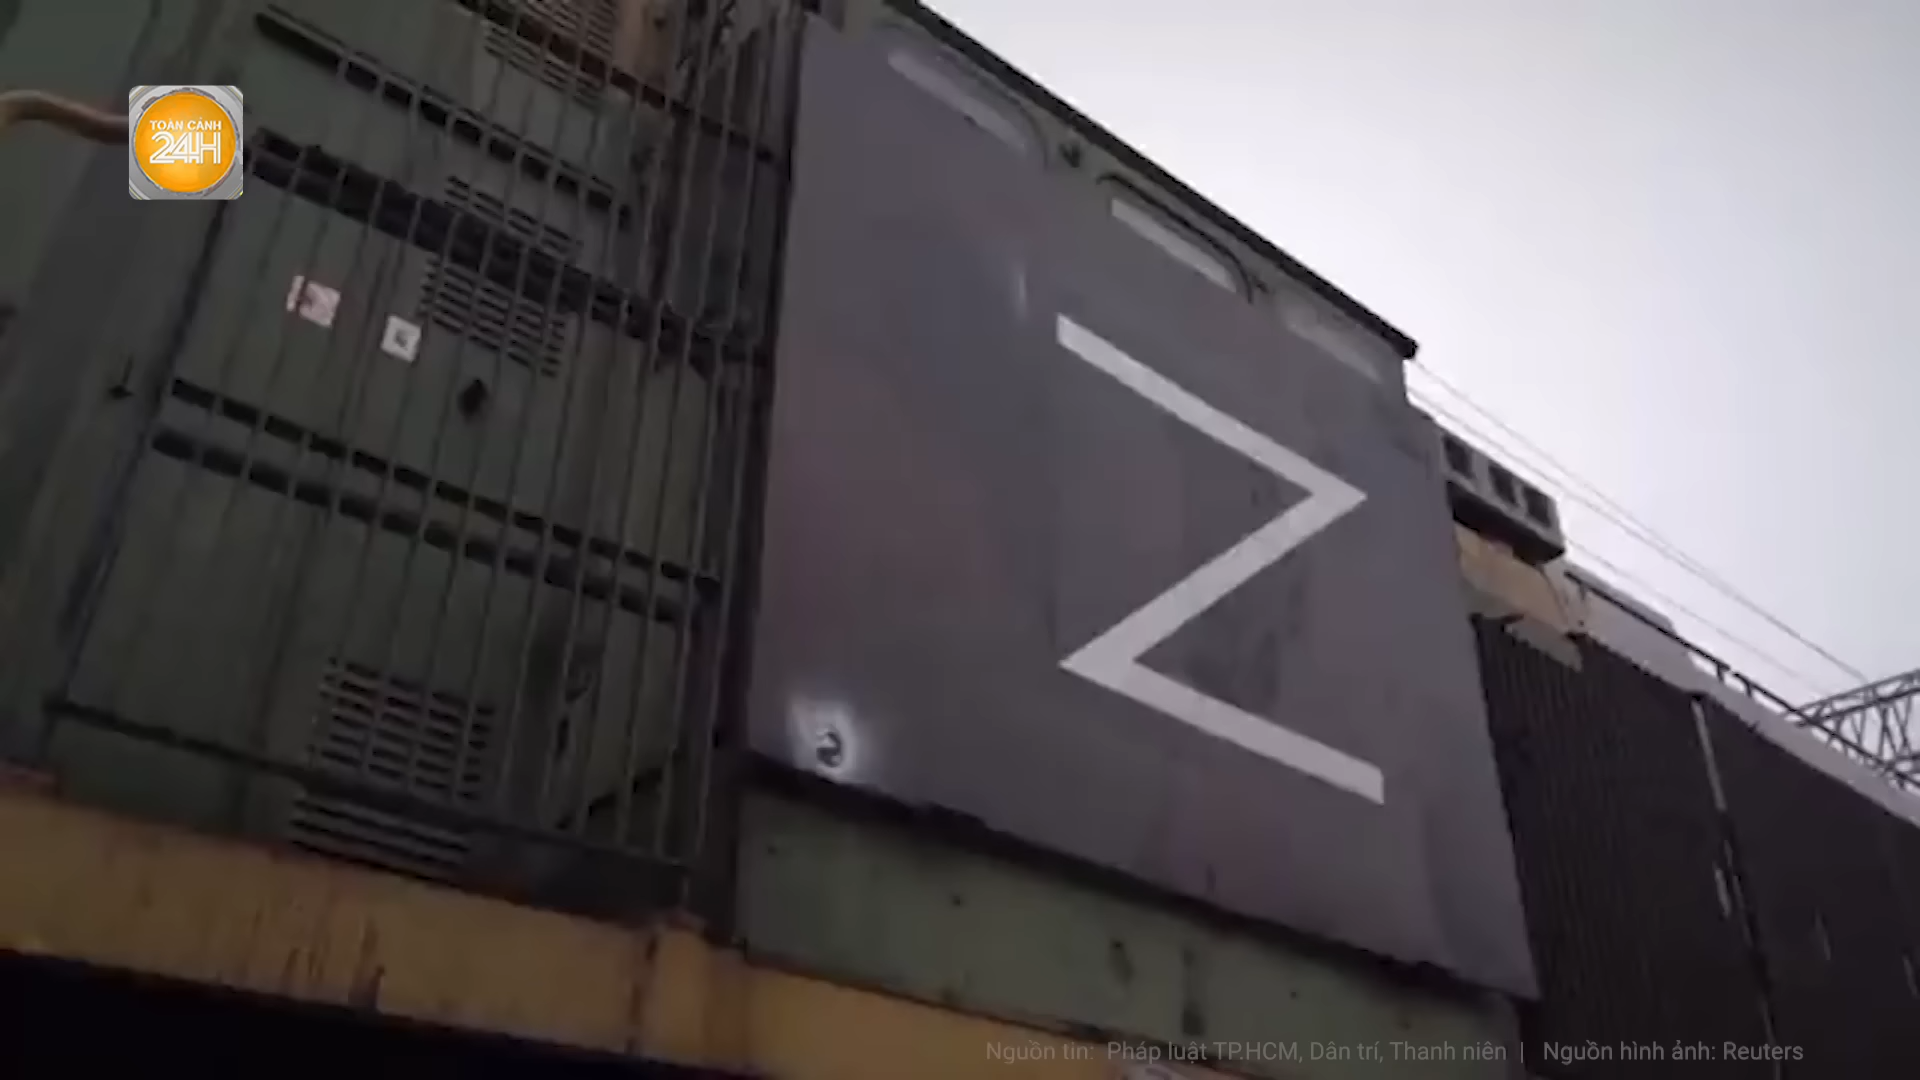 TOÀN CẢNH
24H
Z
Nguồn tin: Pháp luật TP.HCM, Dân trí, Thanh niên | Nguồn hình ảnh: Reuters